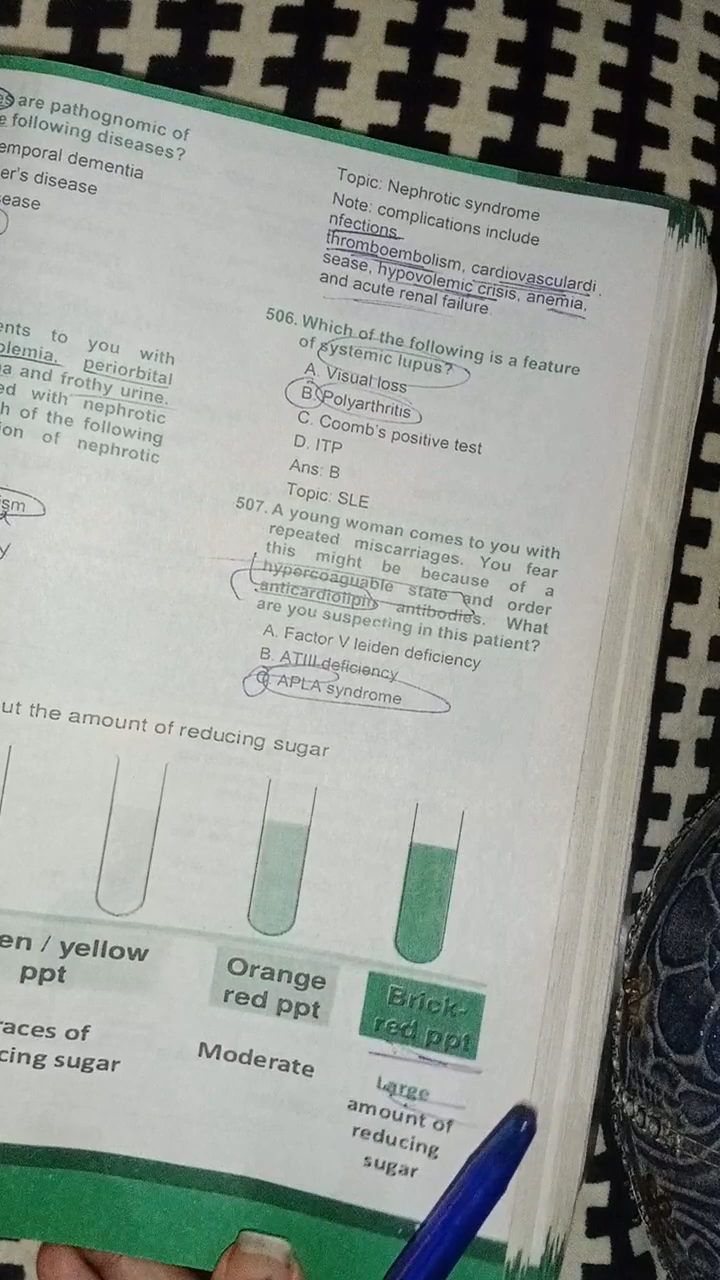 are pathognomic of
following diseases?
emporal dementia
er's disease
ease
ents to you with
olemia, periorbital
a and frothy urine.
ed with nephrotic
h of the following
ion of nephrotic
ism
y
Topic: Nephrotic syndrome
Note: complications include
nfections
thromboembolism, cardiovasculardi
sease, hypovolemic crisis, anemia,
and acute renal failure
506. Which of the following is a feature
of systemic lupus?
A. Visual loss
B. Polyarthritis
C. Coomb's positive test
D. ITP
Ans: B
Topic: SLE
507. A young woman comes to you with
repeated miscarriages. You fear
this might be because of a
hypercoaguable state and order
anticardiolipin antibodies. What
are you suspecting in this patient?
A. Factor V leiden deficiency
B. ATIII deficiency
C. APLA syndrome
ut the amount of reducing sugar
en / yellow
ppt
Orange
red ppt
Brick-
red ppt
races of
cing sugar
Moderate
Large
amount of
reducing
sugar